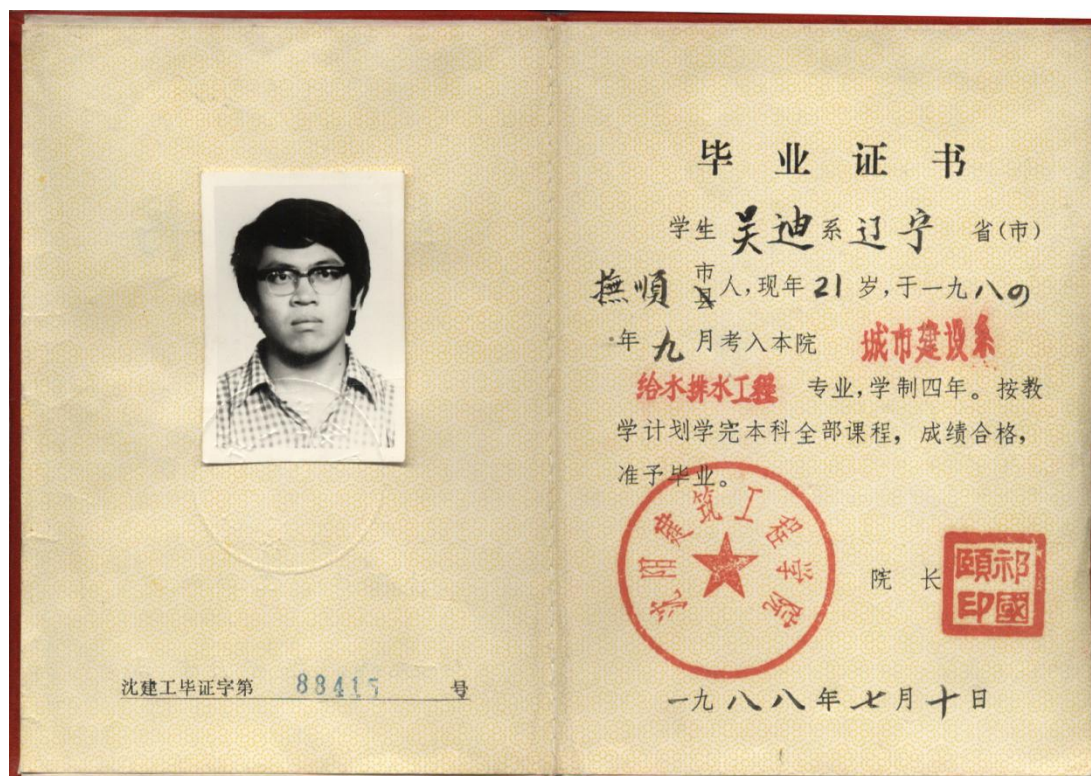 沈建工毕证字第 88415 号
毕业证书
学生 吴迪 系 辽宁 省(市)
撫順 市县人,现年 21 岁,于一九八四
年九月考入本院 城市建设系
给水排水工程 专业,学制四年。按教
学计划学完本科全部课程,成绩合格,
准予毕业。
沈阳建筑工程学院
院长
祁國頤印
一九八八年七月十日